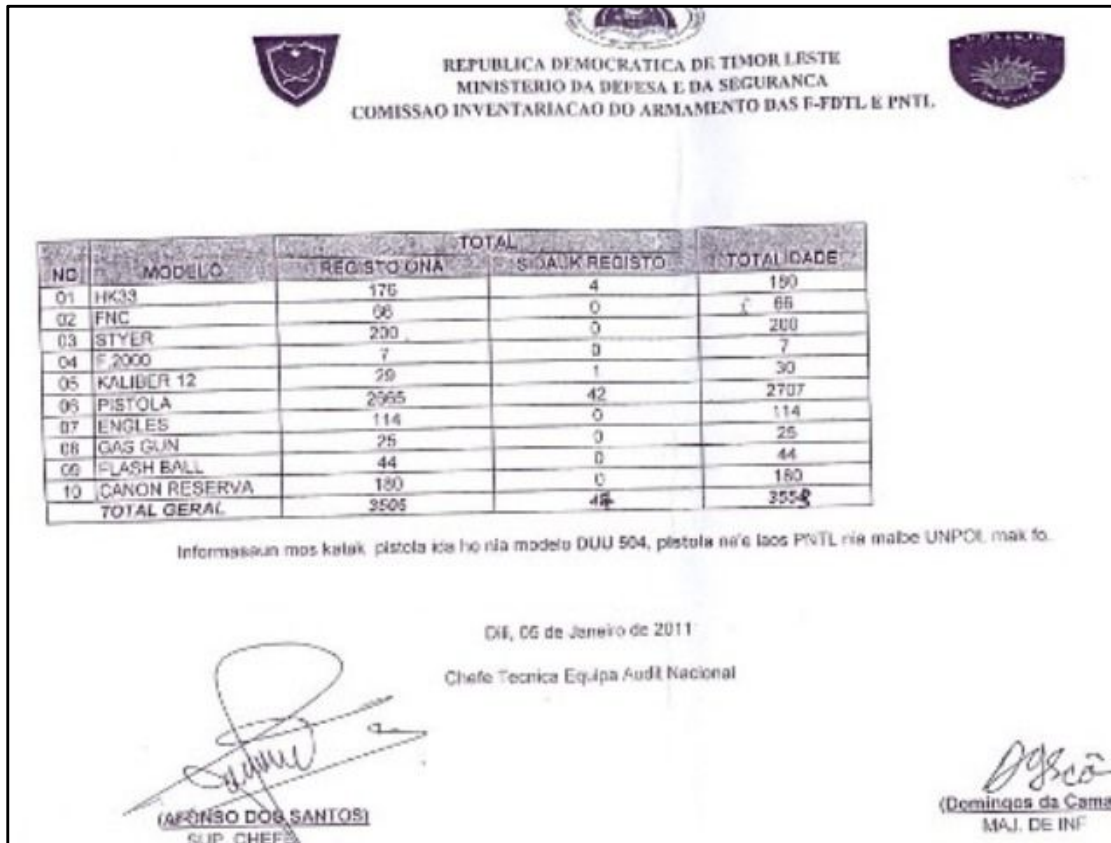 REPUBLICA DEMOCRATICA DE TIMOR LESTE
MINISTERIO DA DEFESA E DA SEGURANCA
COMISSAO INVENTARIACAO DO ARMAMENTO DAS F-FDTL E PNTL
NO MODELO TOTAL TOTALIDADE
REGISTO ONA SIDAUK REGISTO
01 HK33 176 4 180
02 FNC 66 0 66
03 STYER 200 0 200
04 F.2000 7 0 7
05 KALIBER 12 29 1 30
06 PISTOLA 2665 42 2707
07 ENGLES 114 0 114
08 GAS GUN 25 0 25
09 FLASH BALL 44 0 44
10 CANON RESERVA 180 0 180
TOTAL GERAL 3506
Informasaun mos katak pistola ida ho nia modelo DUU 504, pistola ne'e laos PNTL nia maibe UNPOL mak fo.
Dili, 06 de Janeiro de 2011
Chefe Tecnica Equipa Audit Nacional
(AFONSO DOS SANTOS)
SUP. CHEFE
(Domingos da Cama
MAJ. DE INF